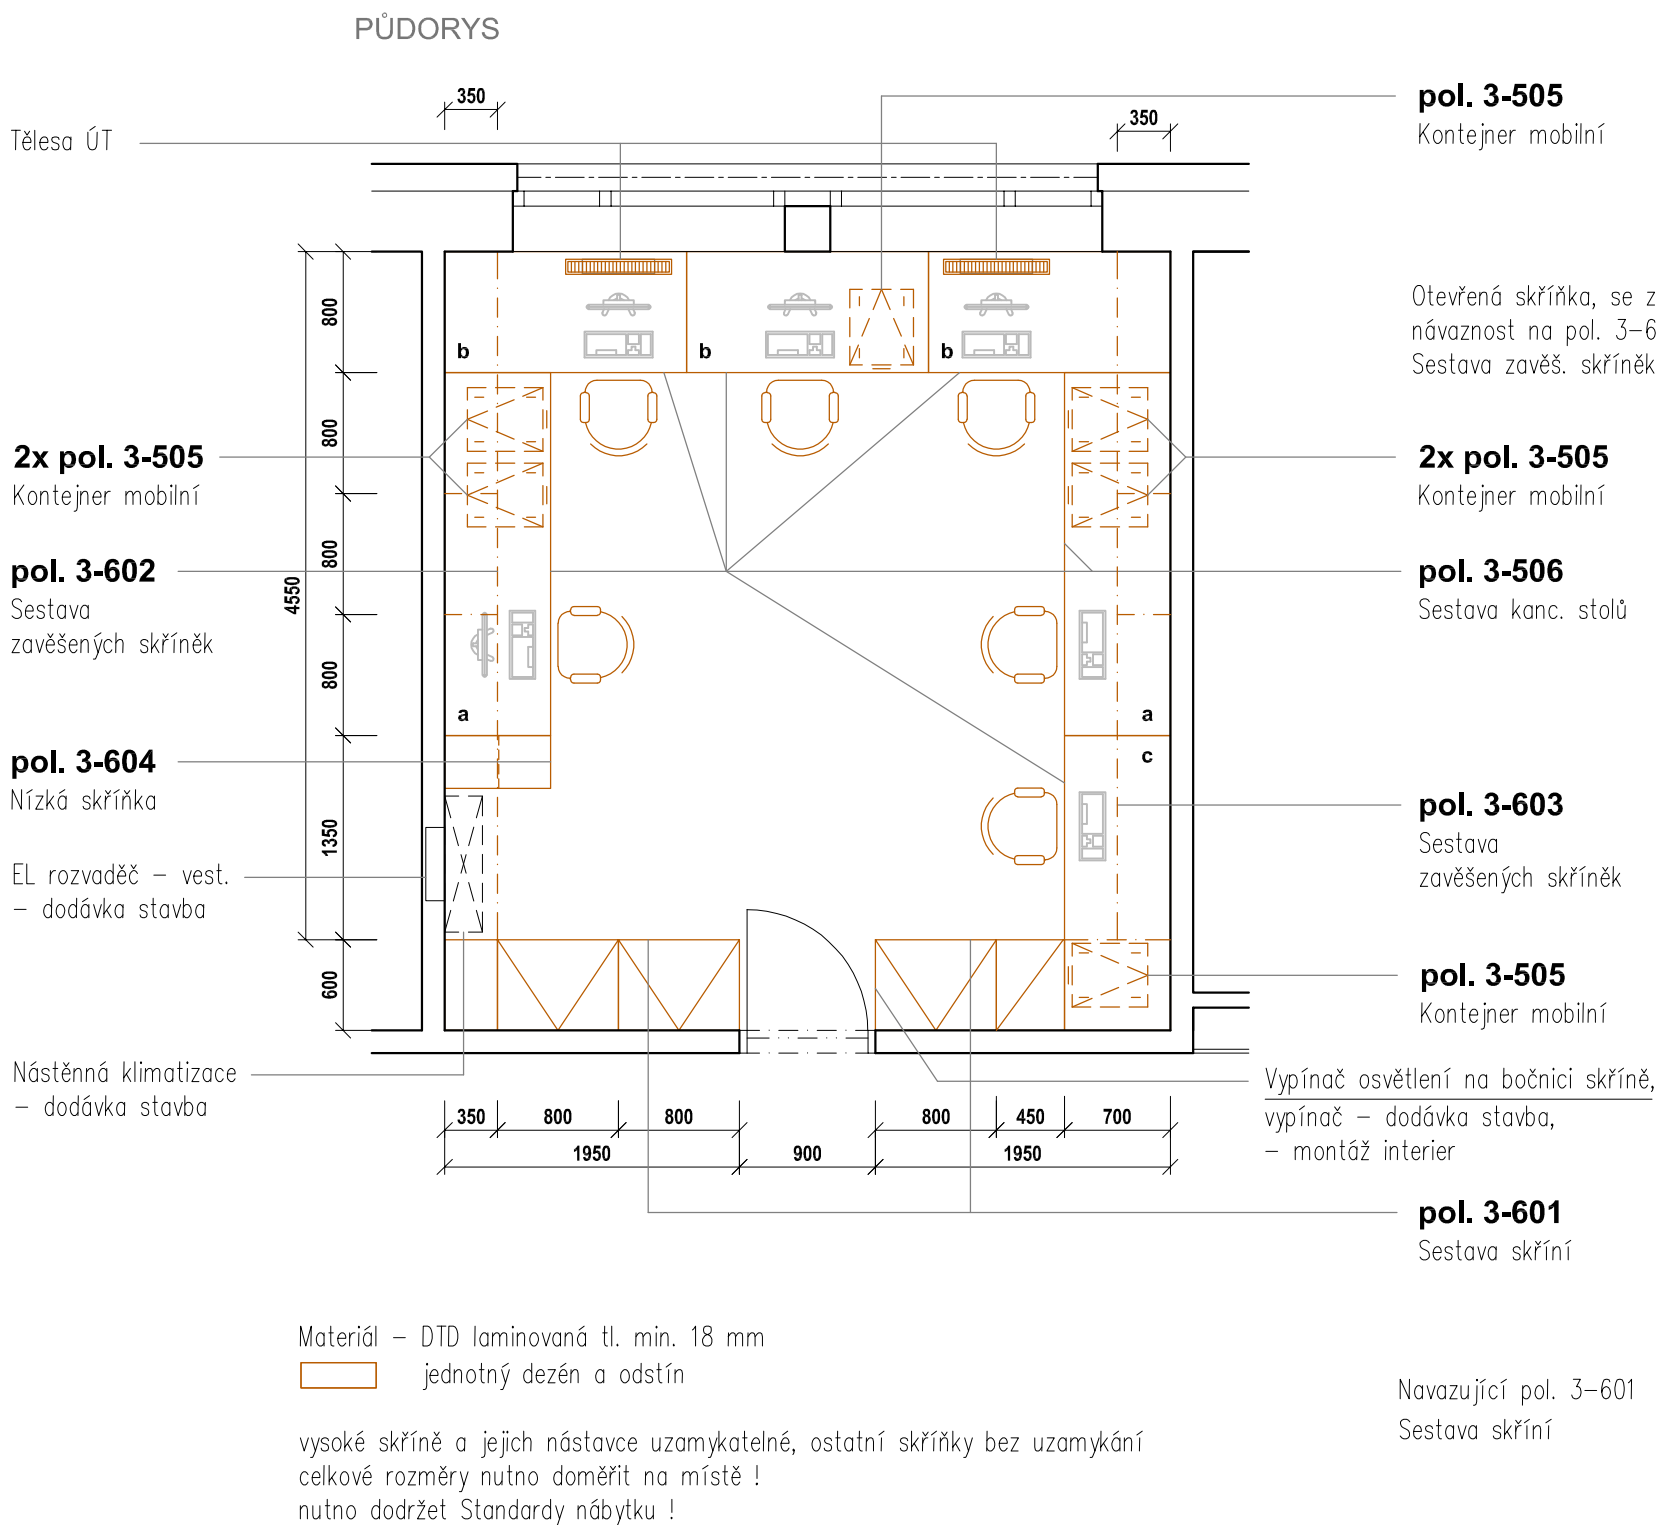 PŮDORYS
350
pol. 3-505
Kontejner mobilní
350
Tělesa ÚT
800
Otevřená skříňka, se z
návaznost na pol. 3-6
Sestava zavěš. skříněk
b
b
b
800
2x pol. 3-505
Kontejner mobilní
2x pol. 3-505
Kontejner mobilní
800
4550
pol. 3-602
Sestava
zavěšených skříněk
pol. 3-506
Sestava kanc. stolů
800
a
a
c
pol. 3-604
Nízká skříňka
pol. 3-603
Sestava
zavěšených skříněk
1350
EL rozvaděč – vest.
– dodávka stavba
600
pol. 3-505
Kontejner mobilní
Nástěnná klimatizace
– dodávka stavba
Vypínač osvětlení na bočnici skříně,
vypínač – dodávka stavba,
– montáž interier
350 800 800 800 450 700
1950 900 1950
pol. 3-601
Sestava skříní
Materiál – DTD laminovaná tl. min. 18 mm
jednotný dezén a odstín
Navazující pol. 3-601
Sestava skříní
vysoké skříně a jejich nástavce uzamykatelné, ostatní skříňky bez uzamykání
celkové rozměry nutno doměřit na místě !
nutno dodržet Standardy nábytku !